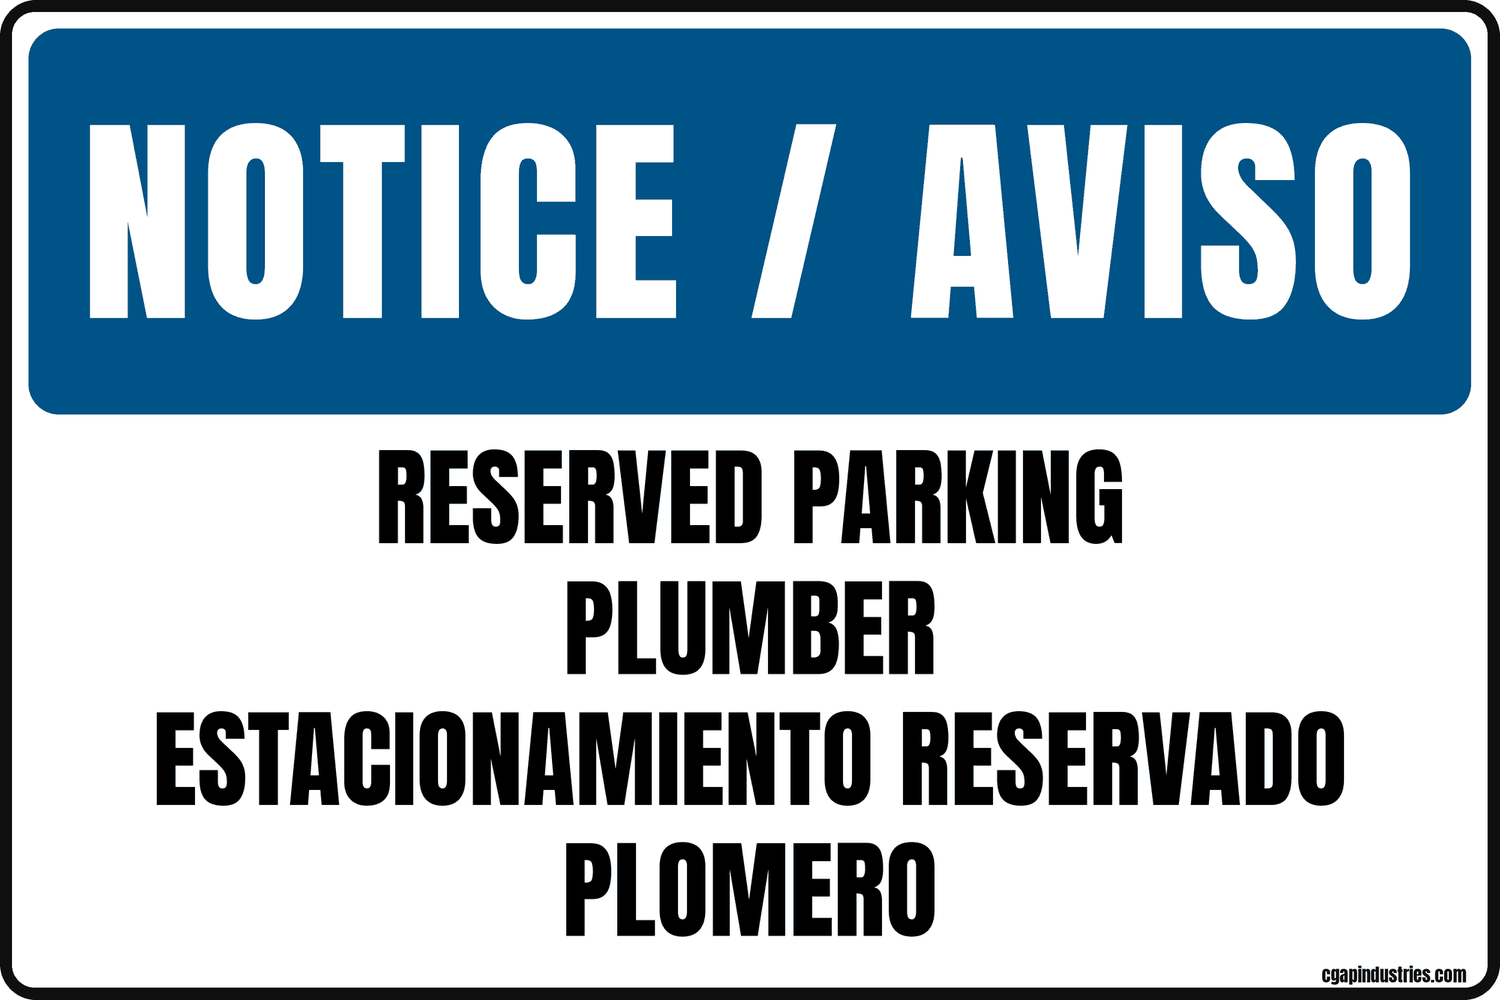 NOTICE / AVISO
RESERVED PARKING
PLUMBER
ESTACIONAMIENTO RESERVADO
PLOMERO
cgapindustries.com